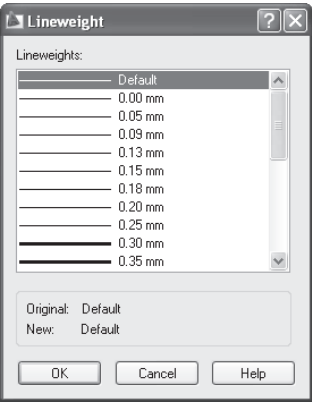 Lineweight
Lineweights:
Default
0.00 mm
0.05 mm
0.09 mm
0.13 mm
0.15 mm
0.18 mm
0.20 mm
0.25 mm
0.30 mm
0.35 mm
Original: Default
New: Default
OK Cancel Help